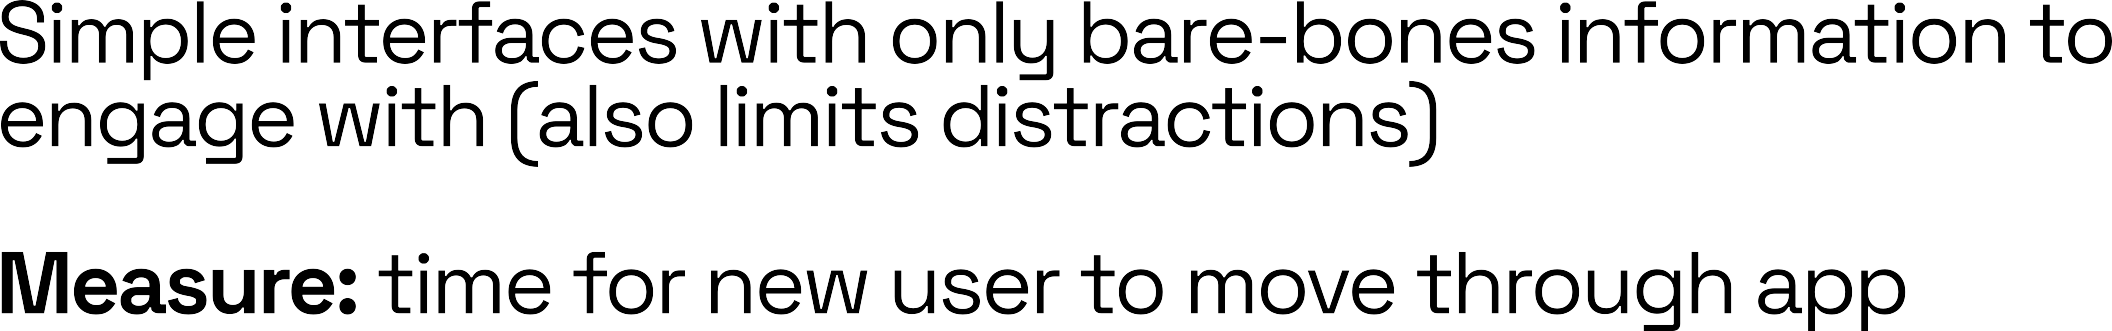 Simple interfaces with only bare-bones information to
engage with (also limits distractions)
Measure: time for new user to move through app